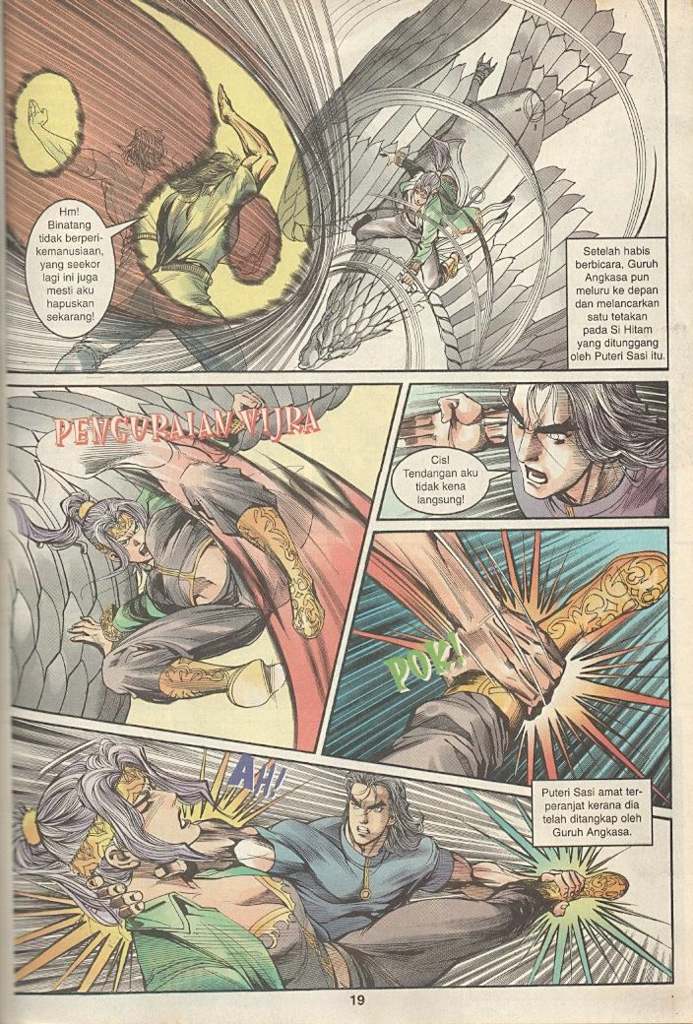 Hm!
Binatang
tidak berperi-
kemanusiaan,
yang seekor
lagi ini juga
mesti aku
hapuskan
sekarang!
Setelah habis
berbicara, Guruh
Angkasa pun
meluru ke depan
dan melancarkan
satu tetakan
pada Si Hitam
yang ditunggang
oleh Puteri Sasi itu.
PENGURAIAN VIJRA
Cis!
Tendangan aku
tidak kena
langsung!
POK!
AH!
Puteri Sasi amat ter-
peranjat kerana dia
telah ditangkap oleh
Guruh Angkasa.
19